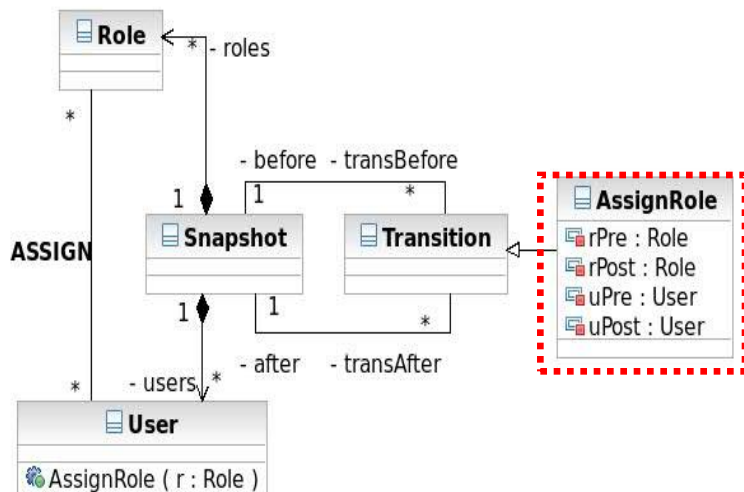 Role
* - roles
*
- before - transBefore
1 *
AssignRole
rPre : Role
rPost : Role
uPre : User
uPost : User
1
Snapshot
Transition
ASSIGN
1 1 *
- after - transAfter
* - users *
User
AssignRole ( r : Role )